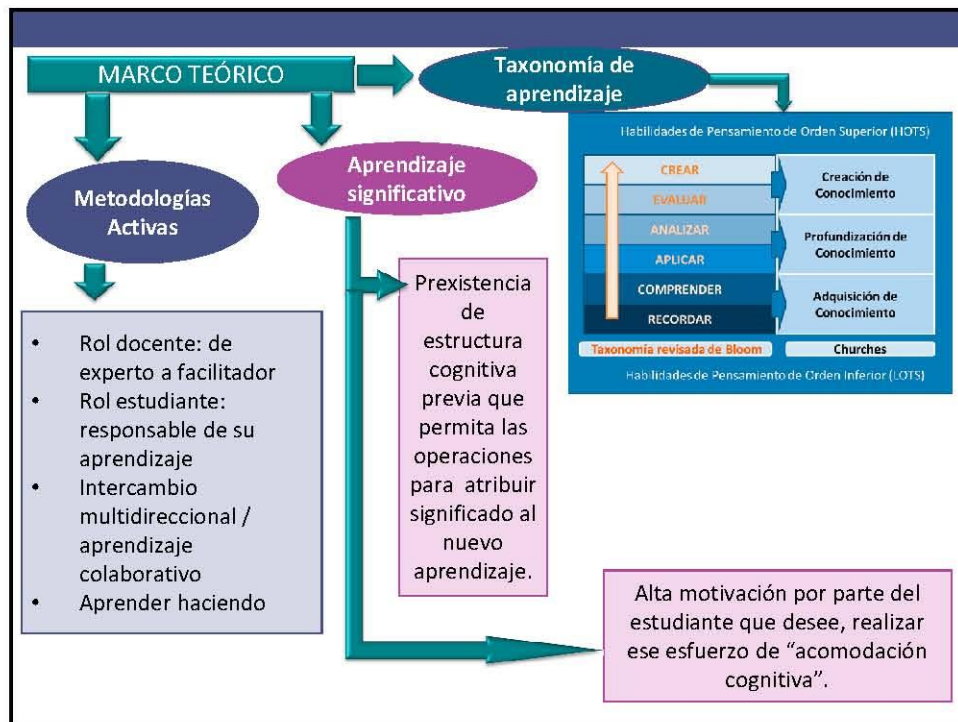 MARCO TEÓRICO
Taxonomía de
aprendizaje
Metodologías
Activas
Aprendizaje
significativo
Habilidades de Pensamiento de Orden Superior (HOTS)
CREAR
EVALUAR
ANALIZAR
APLICAR
COMPRENDER
RECORDAR
Creación de
Conocimiento
Profundización de
Conocimiento
Adquisición de
Conocimiento
Taxonomía revisada de Bloom
Churches
Habilidades de Pensamiento de Orden Inferior (LOTS)
• Rol docente: de
experto a facilitador
• Rol estudiante:
responsable de su
aprendizaje
• Intercambio
multidireccional /
aprendizaje
colaborativo
• Aprender haciendo
Prexistencia
de
estructura
cognitiva
previa que
permita las
operaciones
para atribuir
significado al
nuevo
aprendizaje.
Alta motivación por parte del
estudiante que desee, realizar
ese esfuerzo de “acomodación
cognitiva”.